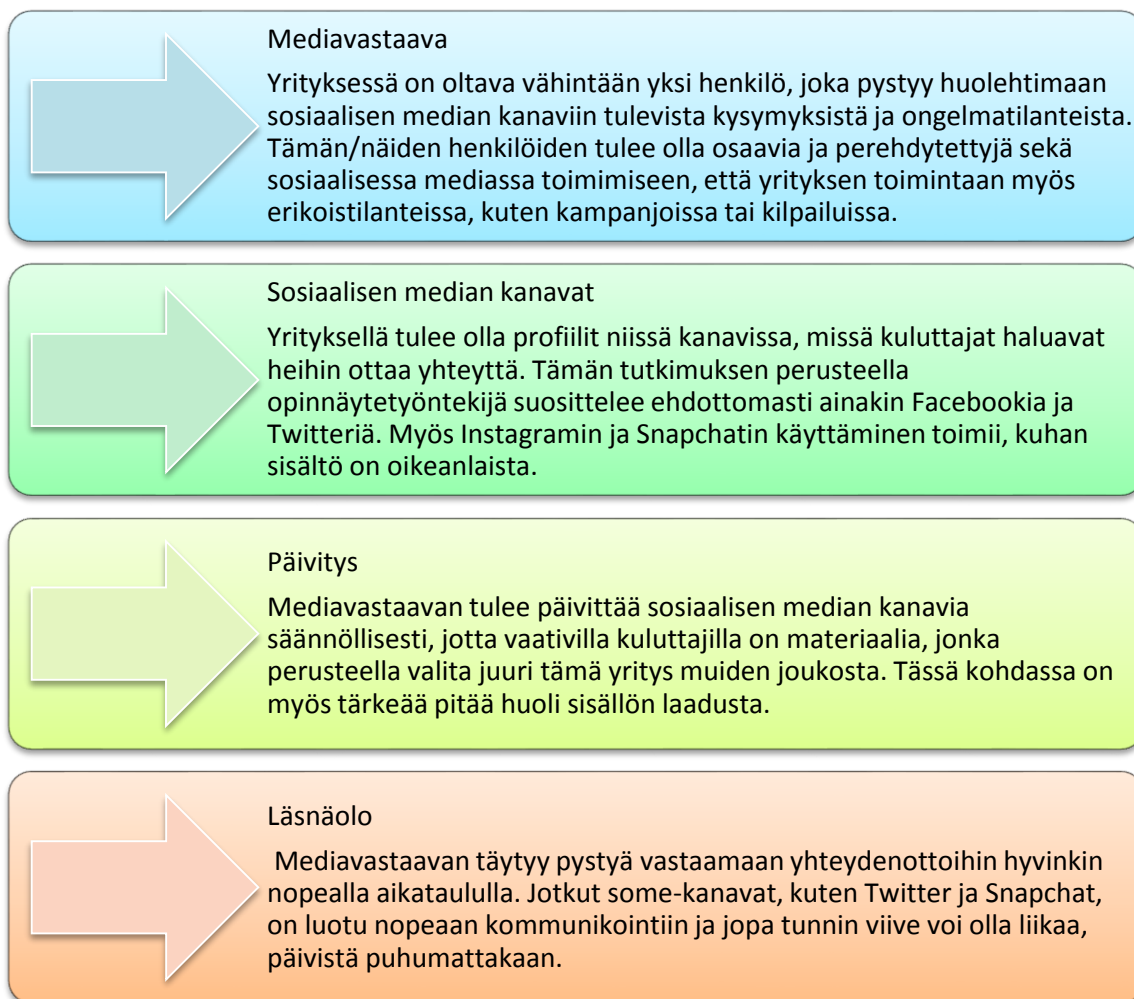 Mediavastaava
Yrityksessä on oltava vähintään yksi henkilö, joka pystyy huolehtimaan
sosiaalisen median kanaviin tulevista kysymyksistä ja ongelmatilanteista.
Tämän/näiden henkilöiden tulee olla osaavia ja perehdytettyjä sekä
sosiaalisessa mediassa toimimiseen, että yrityksen toimintaan myös
erikoistilanteissa, kuten kampanjoissa tai kilpailuissa.
Sosiaalisen median kanavat
Yrityksellä tulee olla profiilit niissä kanavissa, missä kuluttajat haluavat
heihin ottaa yhteyttä. Tämän tutkimuksen perusteella
opinnäytetyöntekijä suosittelee ehdottomasti ainakin Facebookia ja
Twitteriä. Myös Instagramin ja Snapchatin käyttäminen toimii, kuhan
sisältö on oikeanlaista.
Päivitys
Mediavastaavan tulee päivittää sosiaalisen median kanavia
säännöllisesti, jotta vaativilla kuluttajilla on materiaalia, jonka
perusteella valita juuri tämä yritys muiden joukosta. Tässä kohdassa on
myös tärkeää pitää huoli sisällön laadusta.
Läsnäolo
Mediavastaavan täytyy pystyä vastaamaan yhteydenottoihin hyvinkin
nopealla aikataululla. Jotkut some-kanavat, kuten Twitter ja Snapchat,
on luotu nopeaan kommunikointiin ja jopa tunnin viive voi olla liikaa,
päivistä puhumattakaan.